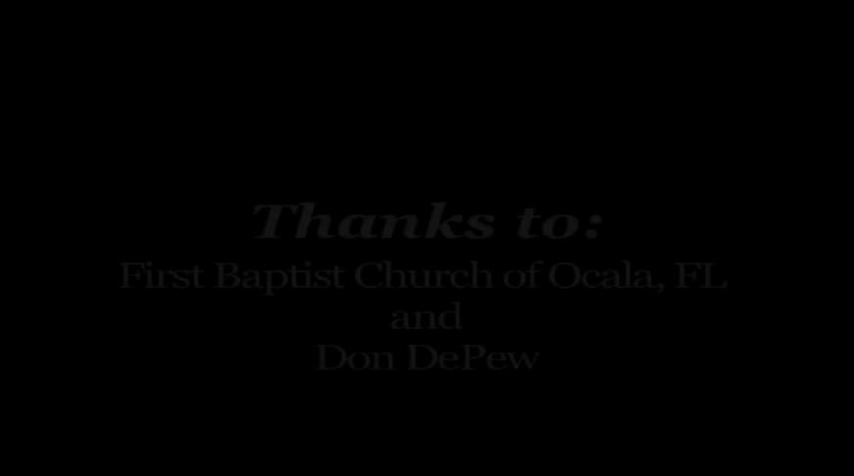 Thanks to:
First Baptist Church of Ocala, FL
and
Don DePew